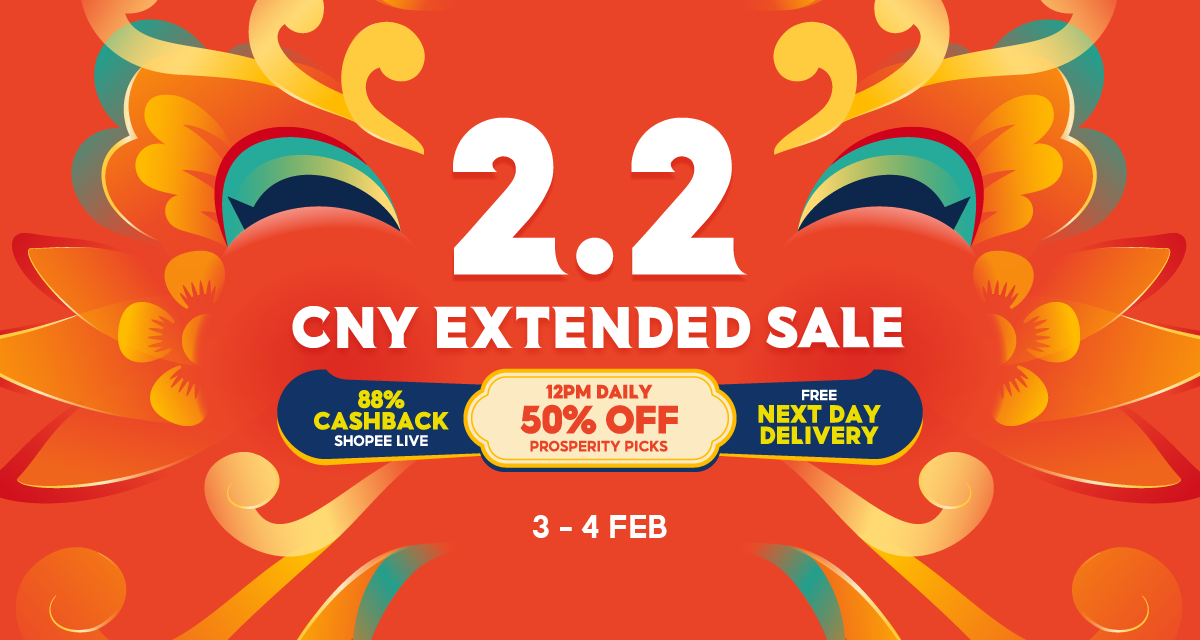 2.2
CNY EXTENDED SALE
88%
CASHBACK
SHOPEE LIVE
12PM DAILY
50% OFF
PROSPERITY PICKS
FREE
NEXT DAY
DELIVERY
3 – 4 FEB